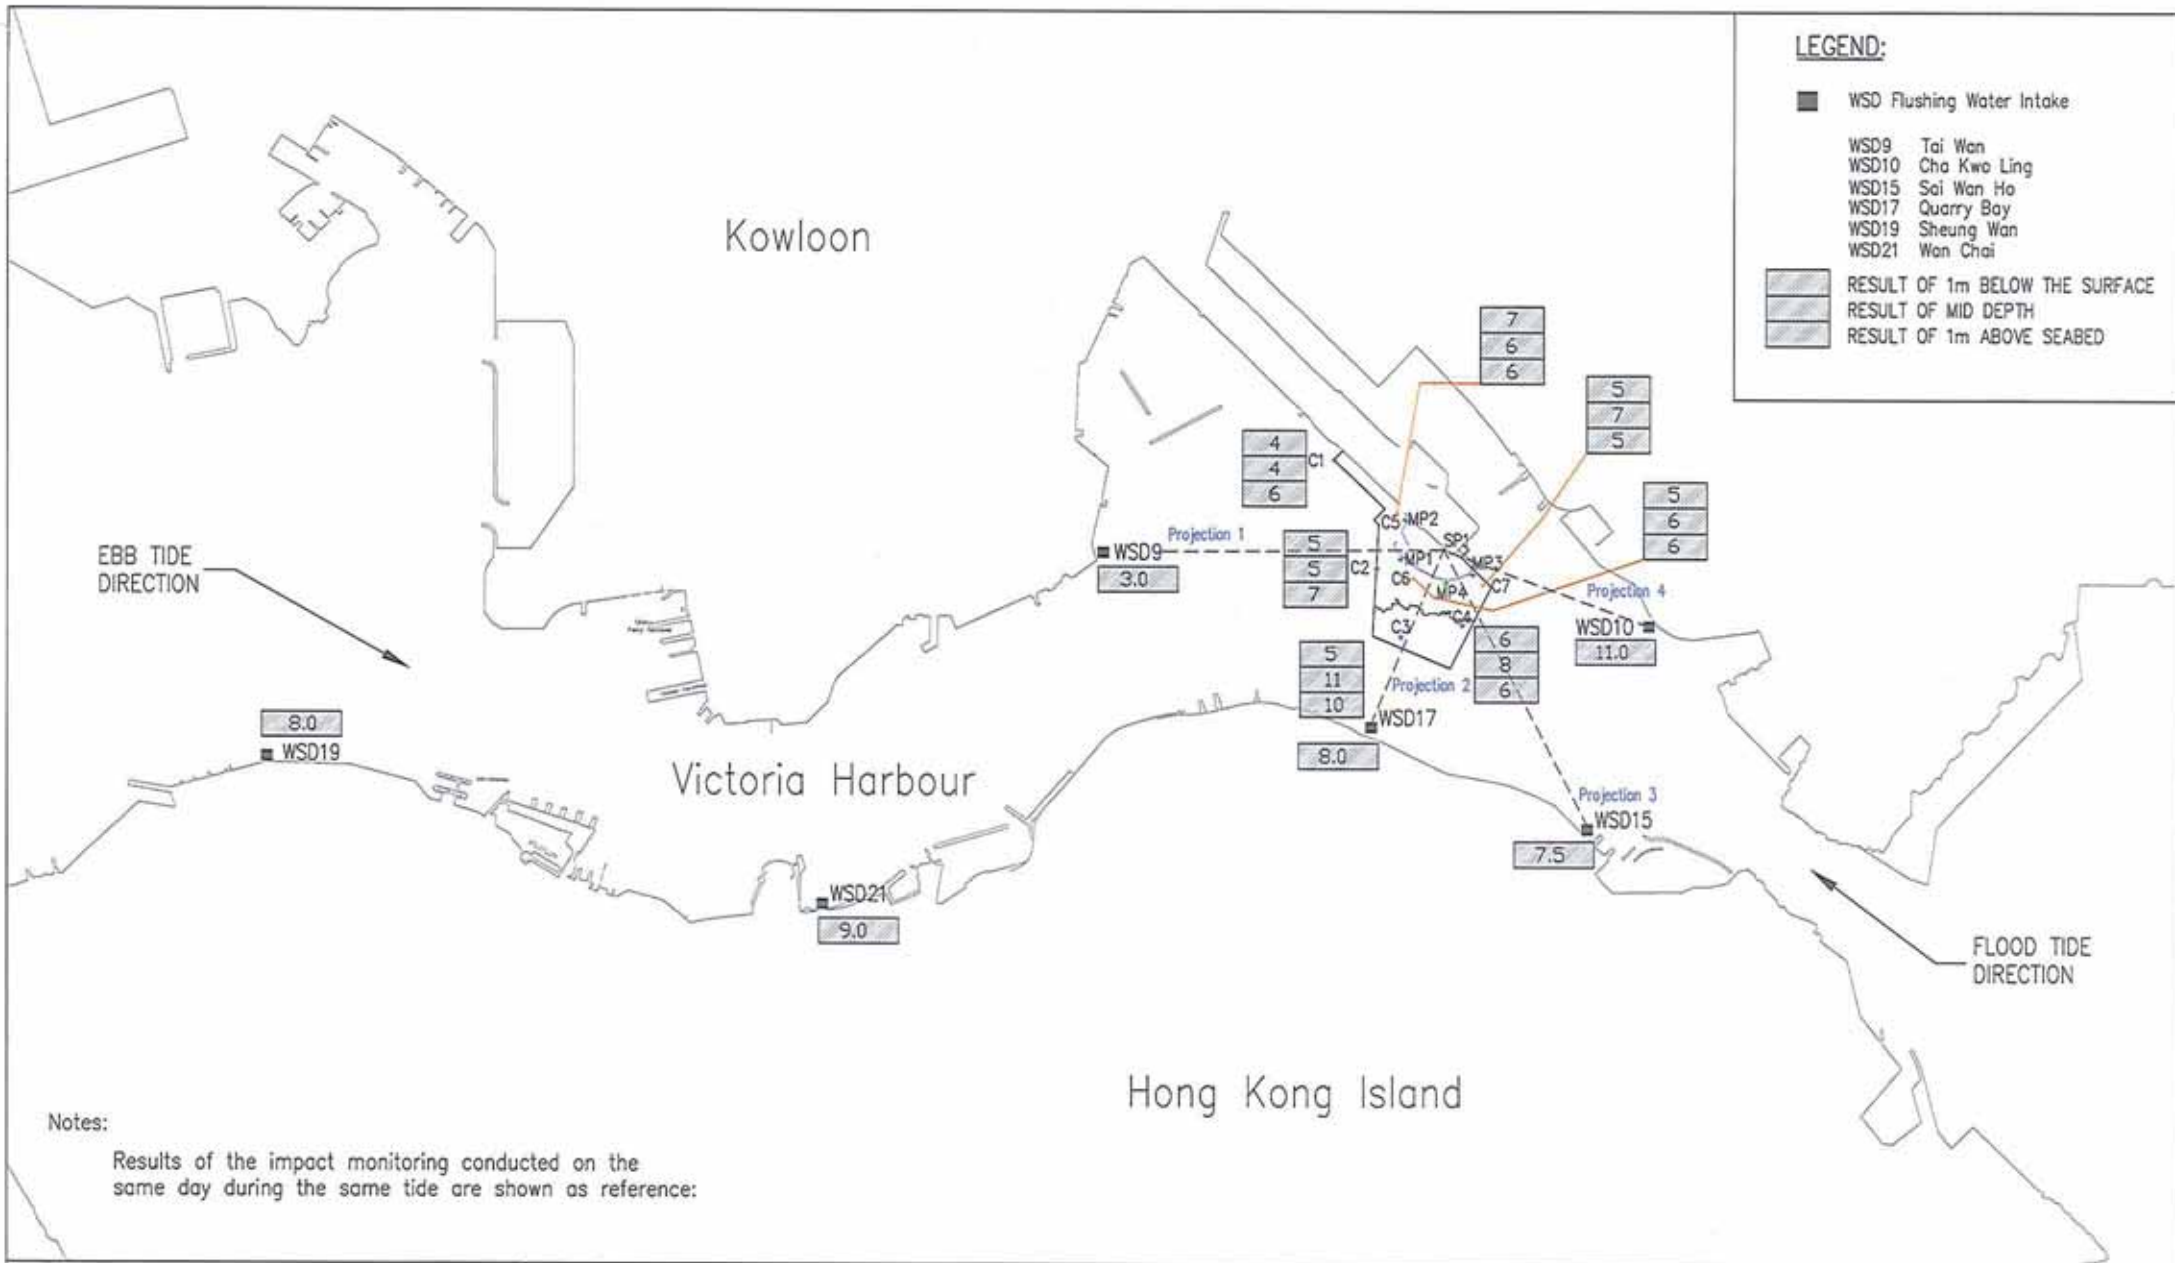 LEGEND:
WSD Flushing Water Intake
WSD9 Tai Wan
WSD10 Cha Kwo Ling
WSD15 Sai Wan Ho
WSD17 Quarry Bay
WSD19 Sheung Wan
WSD21 Wan Chai
RESULT OF 1m BELOW THE SURFACE
RESULT OF MID DEPTH
RESULT OF 1m ABOVE SEABED
Kowloon
7
6
6
5
7
5
4
4
6
C1
5
6
6
C5
MP2
SP1
Projection 1
WSD9
3.0
5
5
7
C2
MP1
MP3
C6
C7
MP4
Projection 4
C3
C4
WSD10
11.0
EBB TIDE
DIRECTION
5
11
10
6
8
6
Projection 2
WSD17
8.0
8.0
WSD19
Victoria Harbour
Projection 3
WSD15
7.5
WSD21
9.0
FLOOD TIDE
DIRECTION
Hong Kong Island
Notes:
Results of the impact monitoring conducted on the
same day during the same tide are shown as reference: